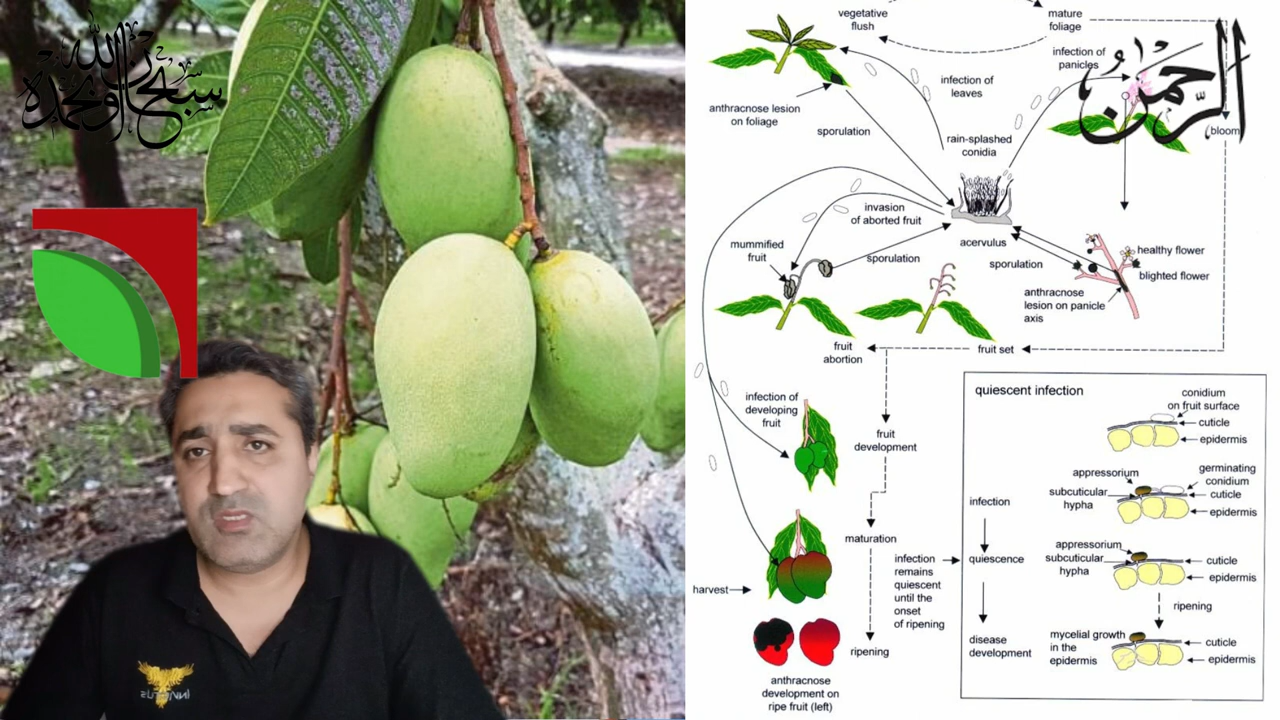 سبحان الله وبحمده
الرحمن
vegetative
flush
mature
foliage
infection of
panicles
infection of
leaves
anthracnose lesion
on foliage
sporulation
rain-splashed
conidia
bloom
invasion
of aborted fruit
mummified
fruit
acervulus
sporulation
sporulation
healthy flower
blighted flower
anthracnose
lesion on panicle
axis
fruit
abortion
fruit set
infection of
developing
fruit
fruit
development
maturation
harvest
infection
remains
quiescent
until the
onset
of ripening
ripening
anthracnose
development on
ripe fruit (left)
quiescent infection
conidium
on fruit surface
cuticle
epidermis
infection
appressorium
germinating
conidium
subcuticular
hypha
cuticle
epidermis
quiescence
appressorium
subcuticular
hypha
cuticle
epidermis
ripening
disease
development
mycelial growth
in the
epidermis
cuticle
epidermis